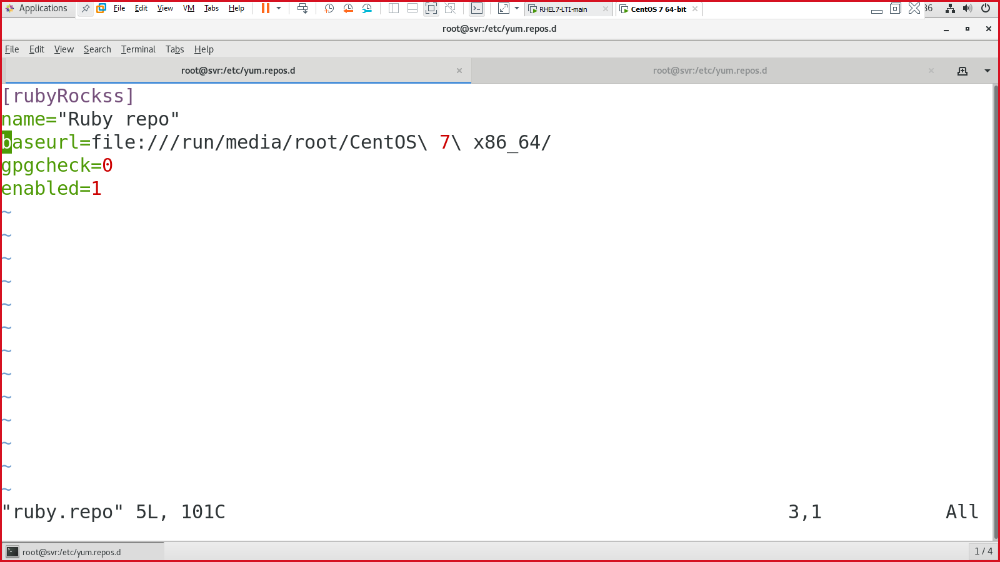 Applications File Edit View VM Tabs Help RHEL7-LTI-main × CentOS 7 64-bit × 36
root@svr:/etc/yum.repos.d
File Edit View Search Terminal Tabs Help
root@svr:/etc/yum.repos.d × root@svr:/etc/yum.repos.d ×
[rubyRockss]
name="Ruby repo"
baseurl=file:///run/media/root/CentOS\ 7\ x86_64/
gpgcheck=0
enabled=1
~
~
~
~
~
~
~
~
~
~
~
~
~
"ruby.repo" 5L, 101C 3,1 All
root@svr:/etc/yum.repos.d 1 / 4